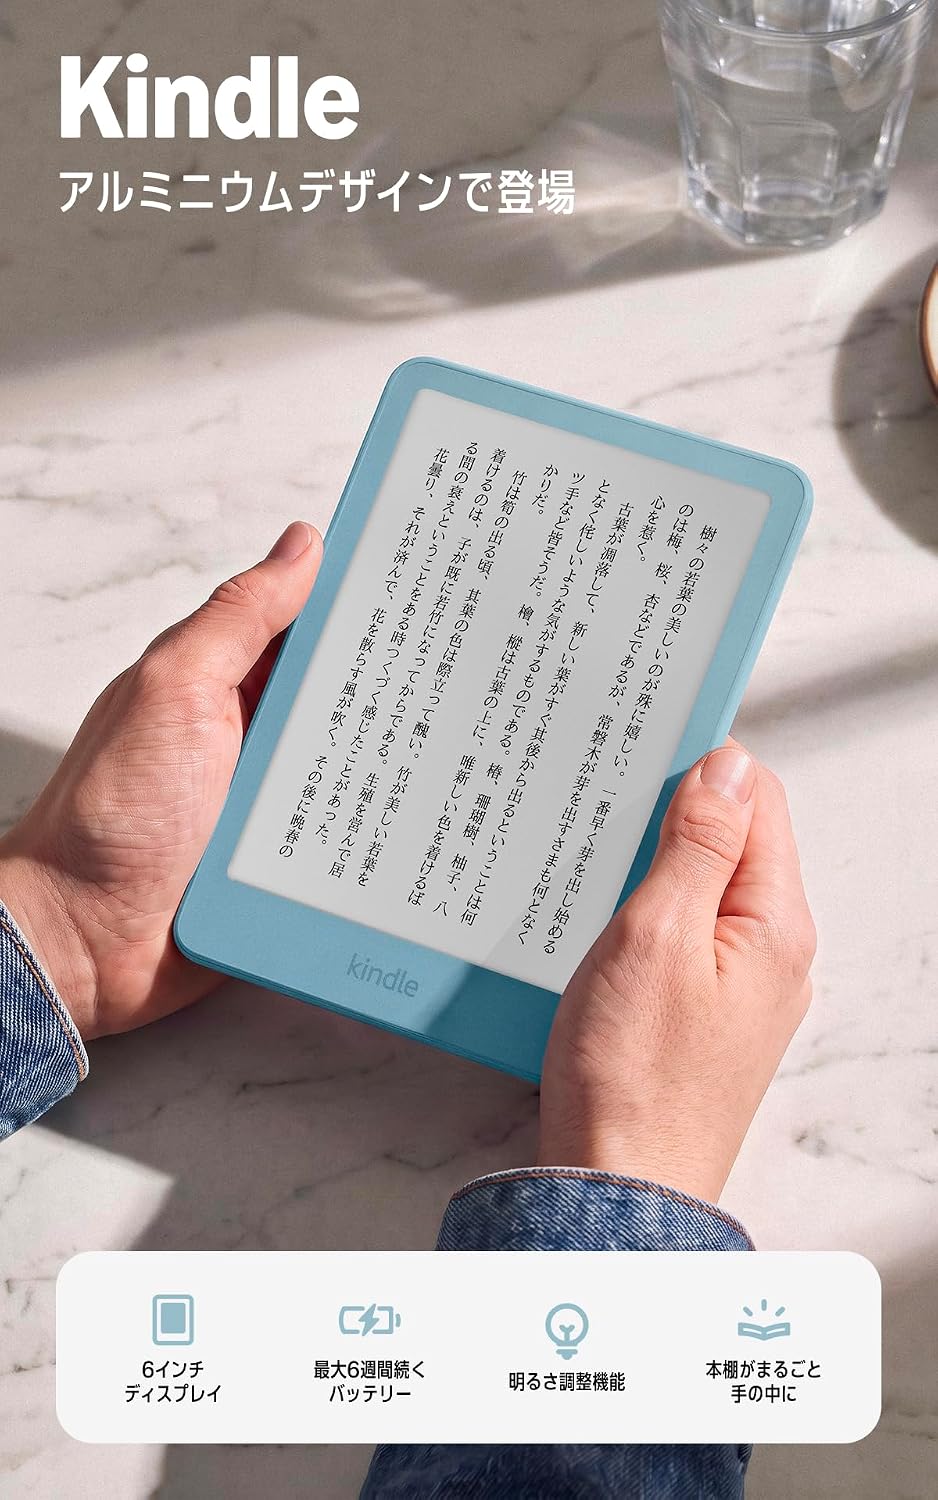 Kindle
アルミニウムデザインで登場
樹々の若葉の美しいのが殊に嬉しい。一番早く芽を出し始める
のは梅、桜、杏などであるが、常磐木が芽を出すさまも何となく
心を惹く。
古葉が凋落して、新しい葉がすぐ其後から出るということは何
となく侘しいような気がするものである。椿、珊瑚樹、柚子、八
ツ手など皆そうだ。檜、樅は古葉の上に、唯新しい色を着けるば
かりだ。
竹は筍の出る頃、其葉の色は際立って醜い。竹が美しい若葉を
着けるのは、子が既に若竹になってからである。生殖を営んで居
る間の衰えということをある時つくづく感じたことがあった。
花曇り、それが済んで、花を散らす風が吹く。その後に晩春の
kindle
6インチ
ディスプレイ
最大6週間続く
バッテリー
明るさ調整機能
本棚がまるごと
手の中に